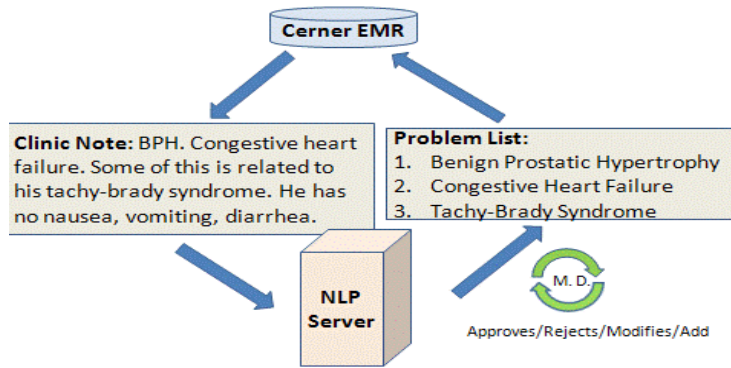 Cerner EMR
Clinic Note: BPH. Congestive heart
failure. Some of this is related to
his tachy-brady syndrome. He has
no nausea, vomiting, diarrhea.
Problem List:
1. Benign Prostatic Hypertrophy
2. Congestive Heart Failure
3. Tachy-Brady Syndrome
NLP
Server
M. D.
Approves/Rejects/Modifies/Add